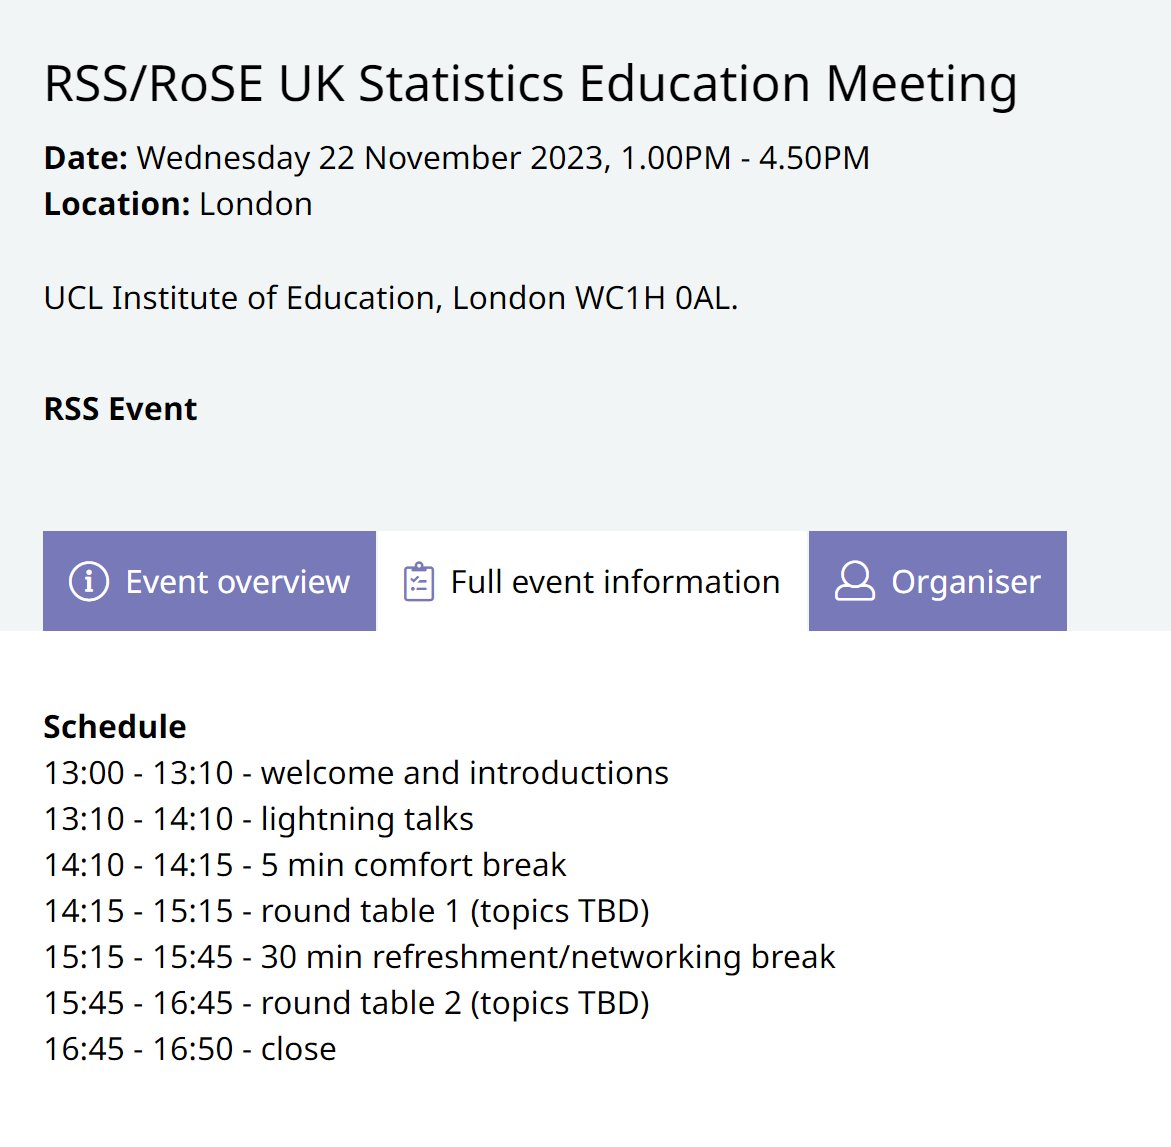 RSS/RoSE UK Statistics Education Meeting
Date: Wednesday 22 November 2023, 1.00PM - 4.50PM
Location: London
UCL Institute of Education, London WC1H 0AL.
RSS Event
Event overview
Full event information
Organiser
Schedule
13:00 - 13:10 - welcome and introductions
13:10 - 14:10 - lightning talks
14:10 - 14:15 - 5 min comfort break
14:15 - 15:15 - round table 1 (topics TBD)
15:15 - 15:45 - 30 min refreshment/networking break
15:45 - 16:45 - round table 2 (topics TBD)
16:45 - 16:50 - close